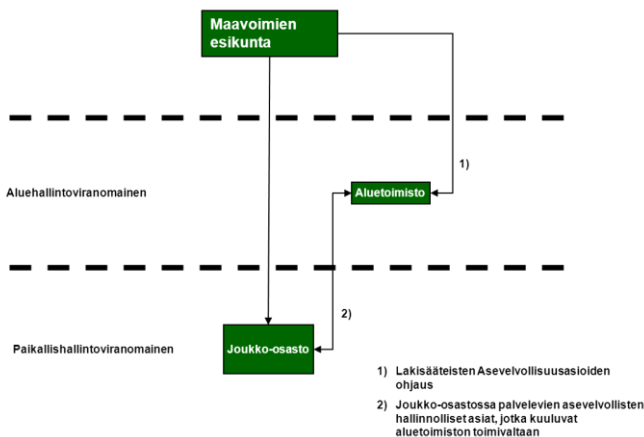 Maavoimien
esikunta
1)
Aluehallintoviranomainen
Aluetoimisto
2)
Paikallishallintoviranomainen
Joukko-osasto
1) Lakisääteisten Asevelvollisuusasioiden
ohjaus
2) Joukko-osastossa palvelevien asevelvollisten
hallinnolliset asiat, jotka kuuluvat
aluetoimiston toimivaltaan